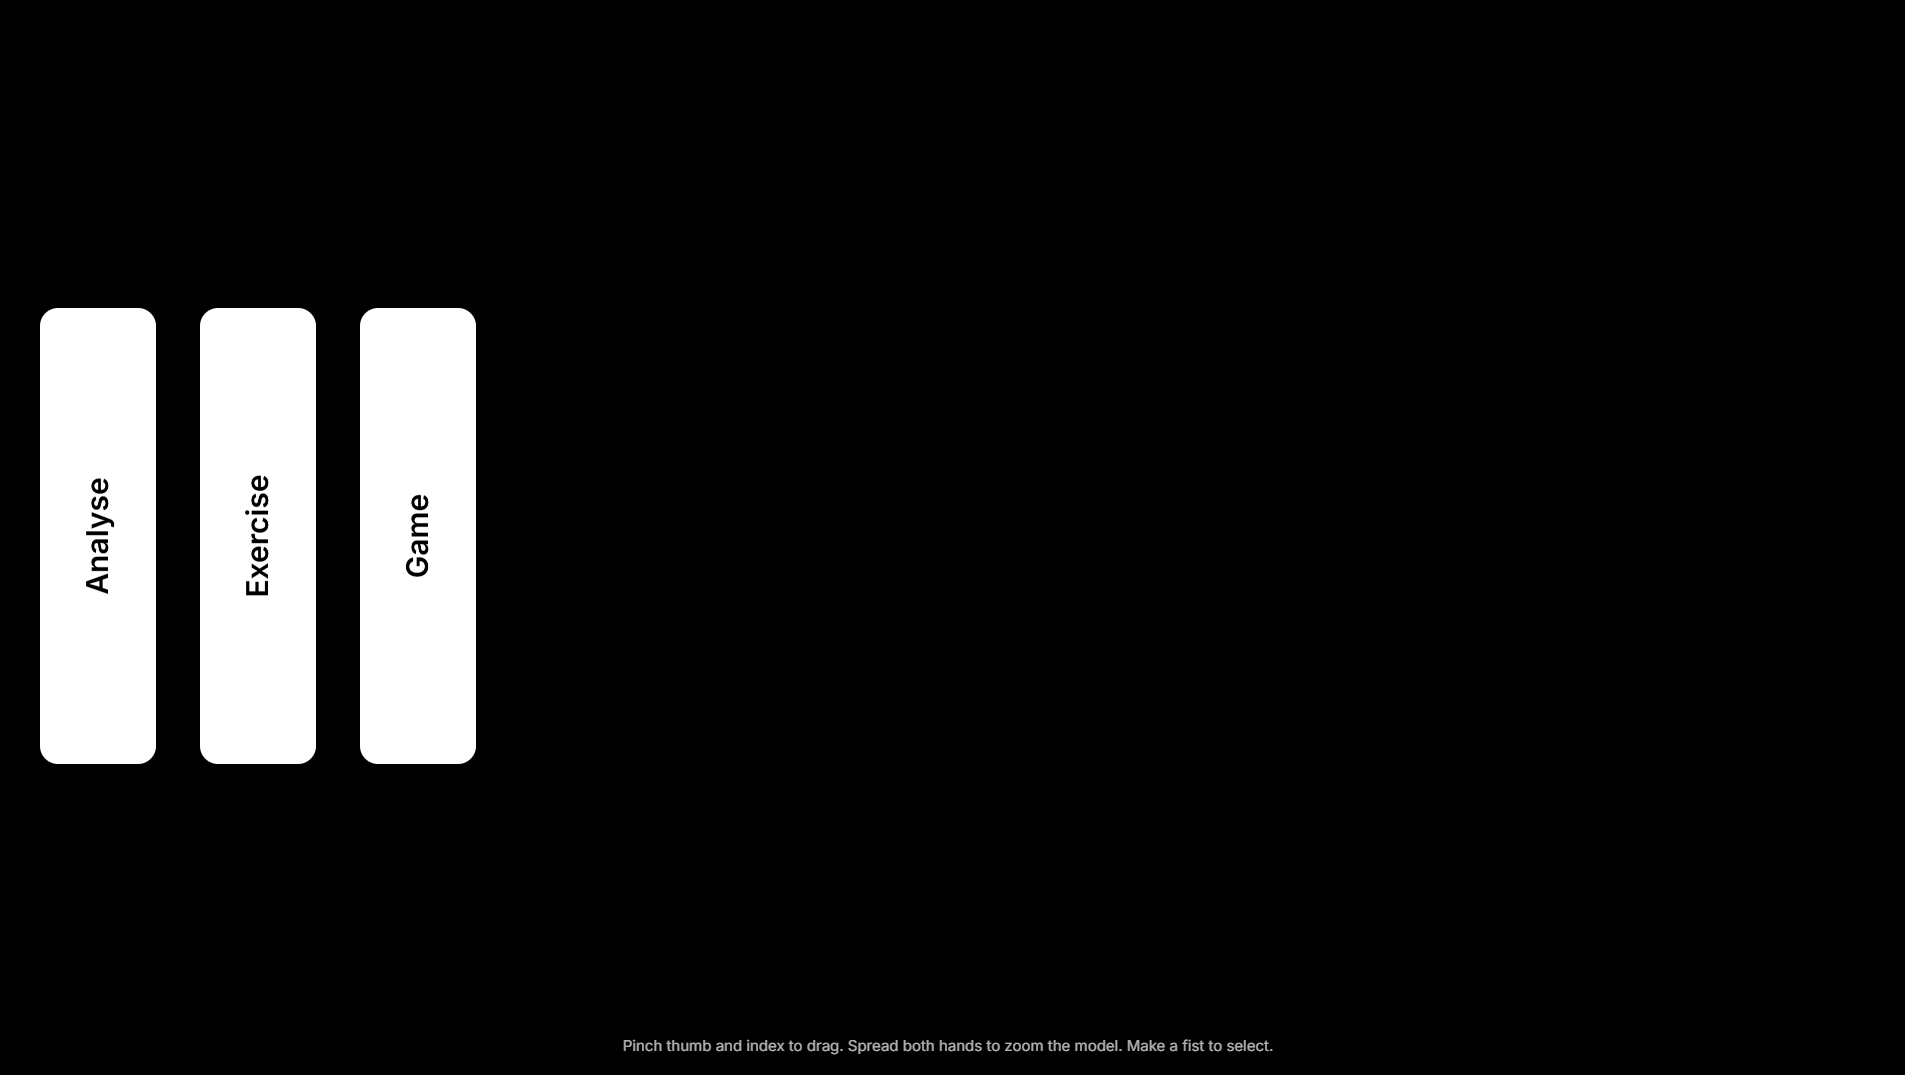 Analyse
Exercise
Game
Pinch thumb and index to drag. Spread both hands to zoom the model. Make a fist to select.